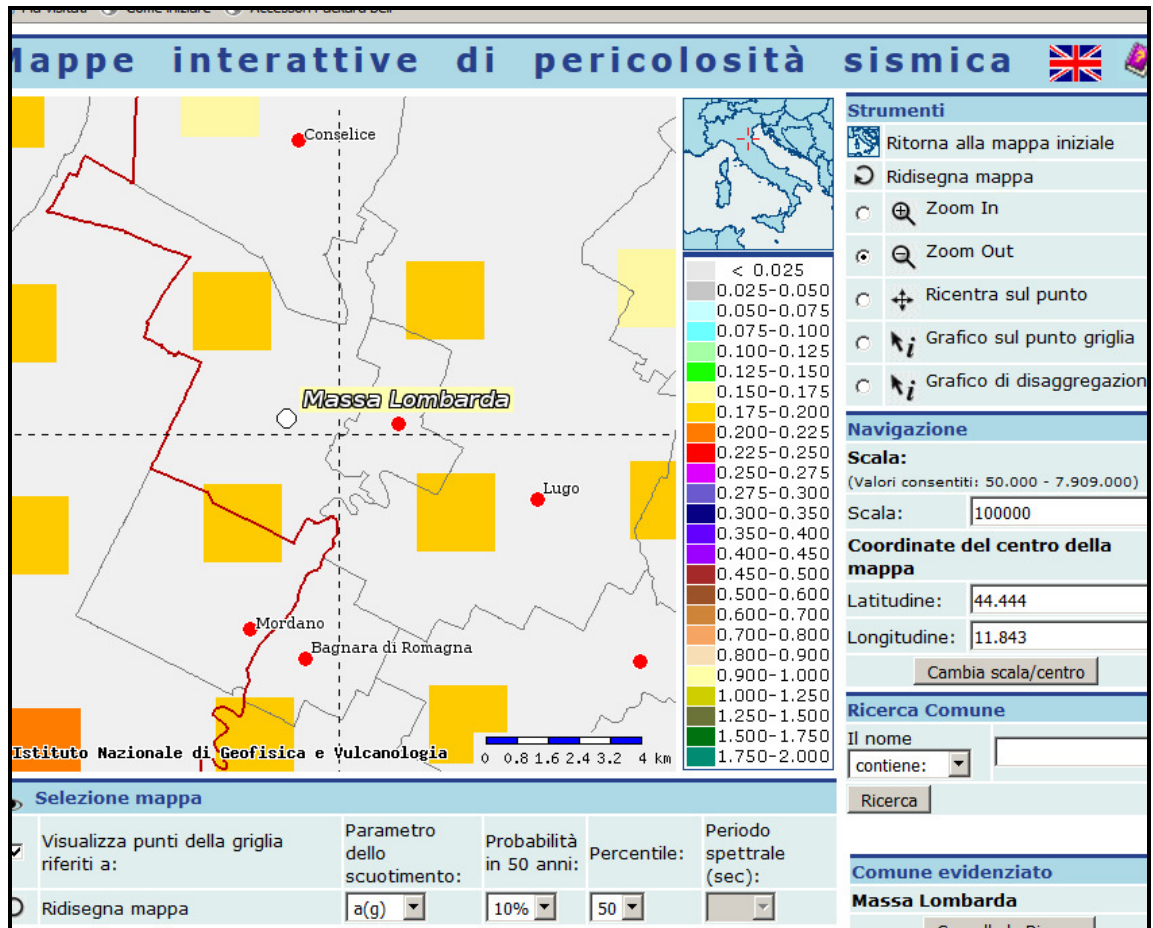 Mappe interattive di pericolosità sismica
Conselice
Massa Lombarda
Lugo
Mordano
Bagnara di Romagna
Istituto Nazionale di Geofisica e Vulcanologia
0 0.8 1.6 2.4 3.2 4 km
< 0.025
0.025-0.050
0.050-0.075
0.075-0.100
0.100-0.125
0.125-0.150
0.150-0.175
0.175-0.200
0.200-0.225
0.225-0.250
0.250-0.275
0.275-0.300
0.300-0.350
0.350-0.400
0.400-0.450
0.450-0.500
0.500-0.600
0.600-0.700
0.700-0.800
0.800-0.900
0.900-1.000
1.000-1.250
1.250-1.500
1.500-1.750
1.750-2.000
Strumenti
Ritorna alla mappa iniziale
Ridisegna mappa
Zoom In
Zoom Out
Ricentra sul punto
Grafico sul punto griglia
Grafico di disaggregazion
Navigazione
Scala:
(Valori consentiti: 50.000 - 7.909.000)
Scala: 100000
Coordinate del centro della
mappa
Latitudine: 44.444
Longitudine: 11.843
Cambia scala/centro
Ricerca Comune
Il nome
contiene:
Ricerca
Comune evidenziato
Massa Lombarda
Selezione mappa
Visualizza punti della griglia
riferiti a:
Parametro
dello
scuotimento:
Probabilità
in 50 anni:
Percentile:
Periodo
spettrale
(sec):
Ridisegna mappa
a(g)
10%
50